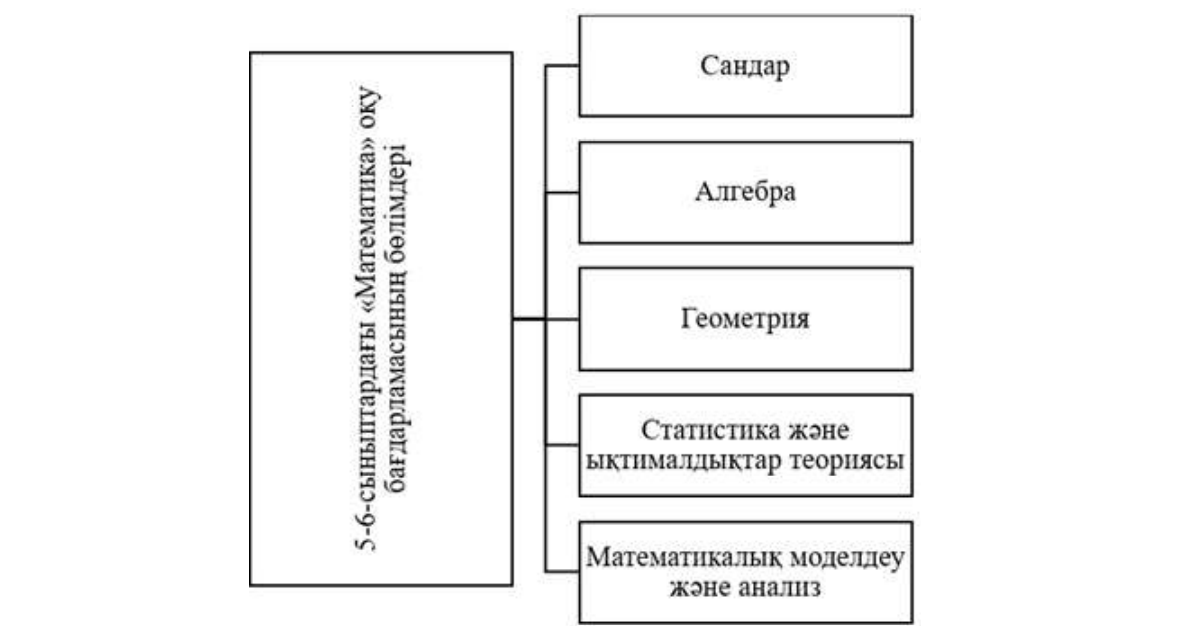 5-6-сыныптардағы «Математика» оқу
бағдарламасының бөлімдері
Сандар
Алгебра
Геометрия
Статистика және
ықтималдықтар теориясы
Математикалық моделдеу
және анализ